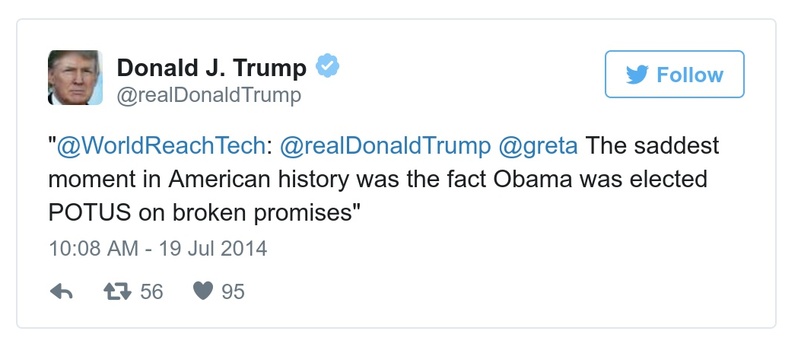 Donald J. Trump
@realDonaldTrump
Follow
"@WorldReachTech: @realDonaldTrump @greta The saddest
moment in American history was the fact Obama was elected
POTUS on broken promises"
10:08 AM - 19 Jul 2014
56 95